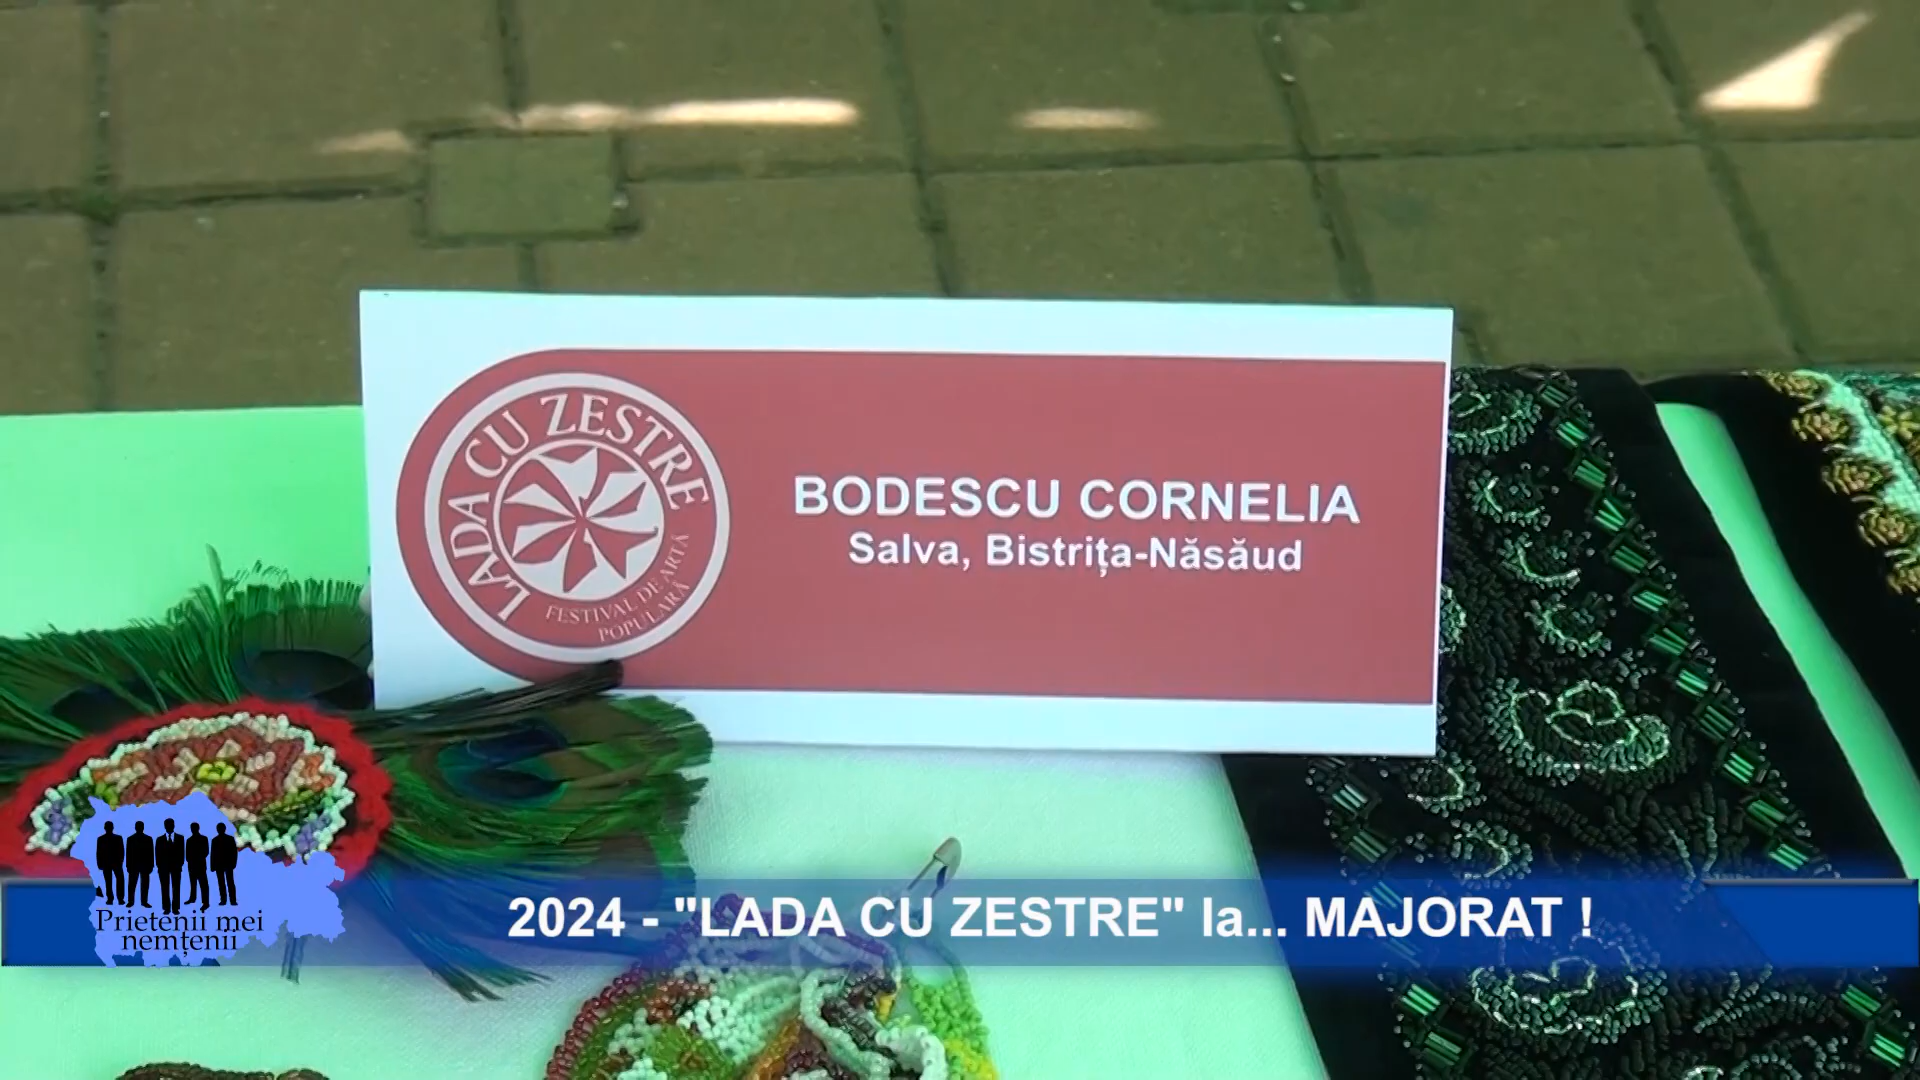 LADA CU ZESTRE
FESTIVAL DE ARTĂ
POPULARĂ
BODESCU CORNELIA
Salva, Bistrița-Năsăud
Prietenii mei
nemțenii
2024 - "LADA CU ZESTRE" la... MAJORAT !